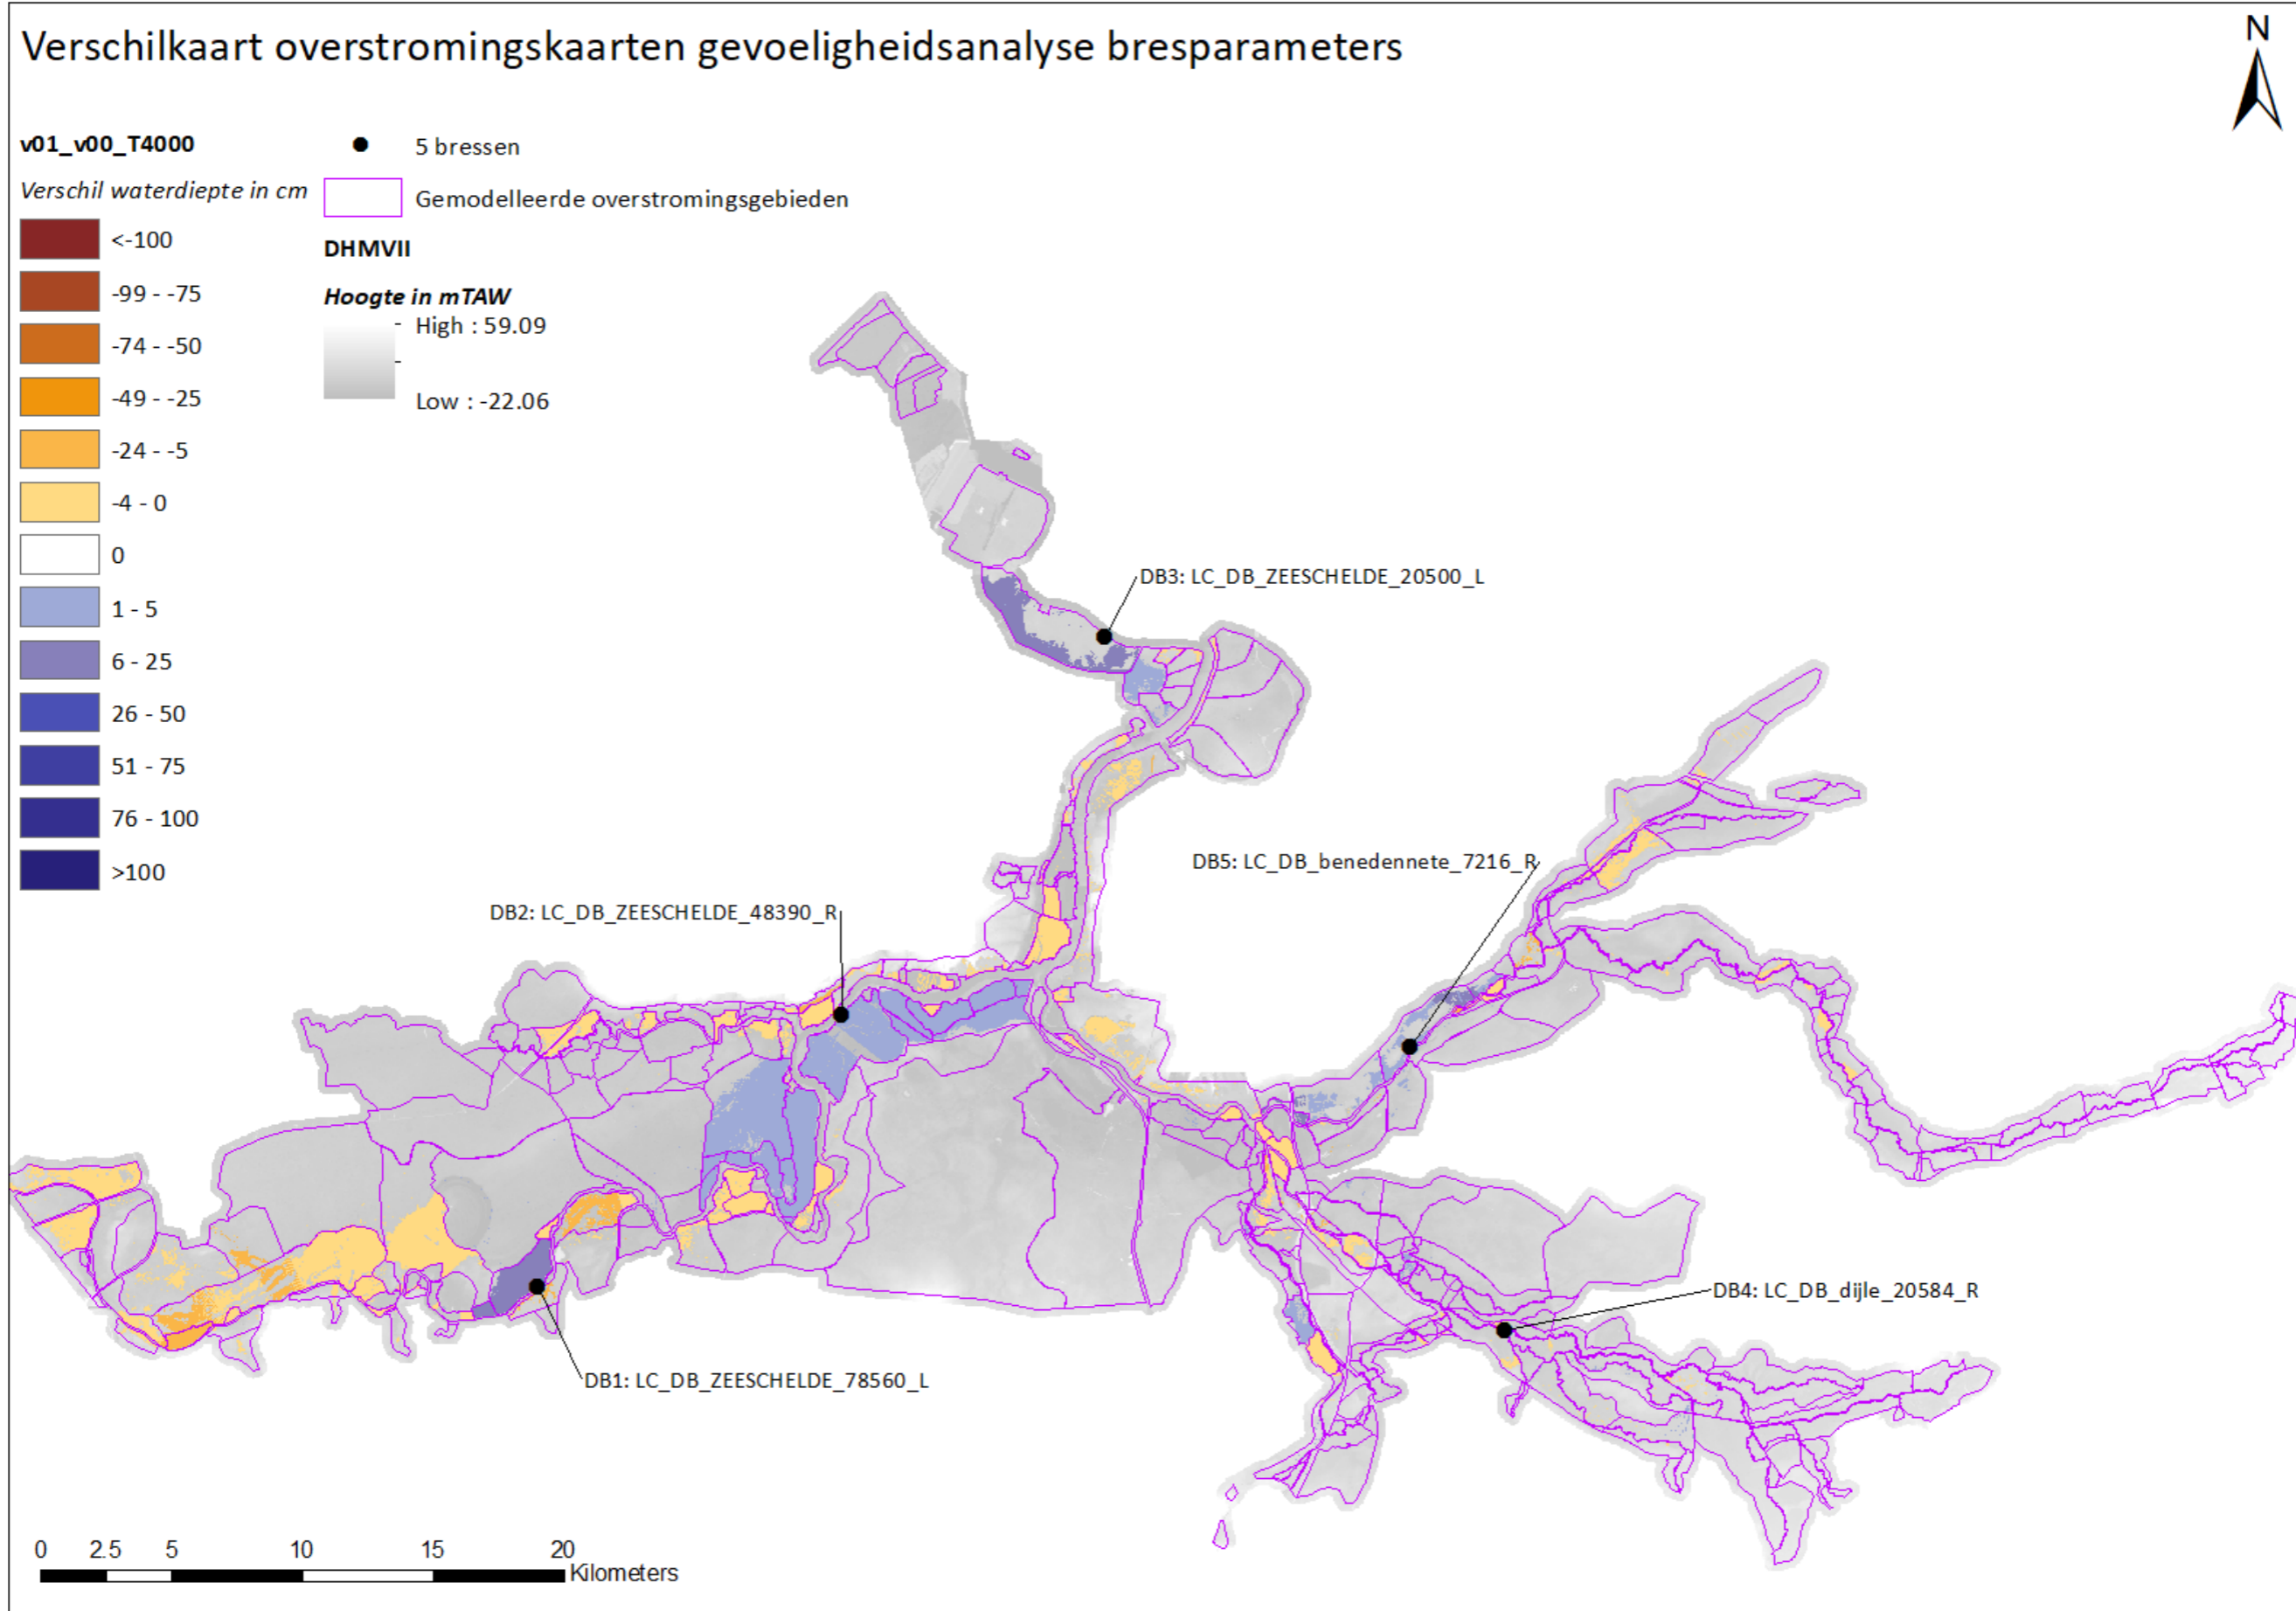 Verschilkaart overstromingskaarten gevoeligheidsanalyse bresparameters
N
v01_v00_T4000
Verschil waterdiepte in cm
<-100
-99 - -75
-74 - -50
-49 - -25
-24 - -5
-4 - 0
0
1 - 5
6 - 25
26 - 50
51 - 75
76 - 100
>100
5 bressen
Gemodelleerde overstromingsgebieden
DHMVII
Hoogte in mTAW
High : 59.09
Low : -22.06
DB3: LC_DB_ZEESCHELDE_20500_L
DB5: LC_DB_benedennete_7216_R
DB2: LC_DB_ZEESCHELDE_48390_R
DB4: LC_DB_dijle_20584_R
DB1: LC_DB_ZEESCHELDE_78560_L
0 2.5 5 10 15 20
Kilometers